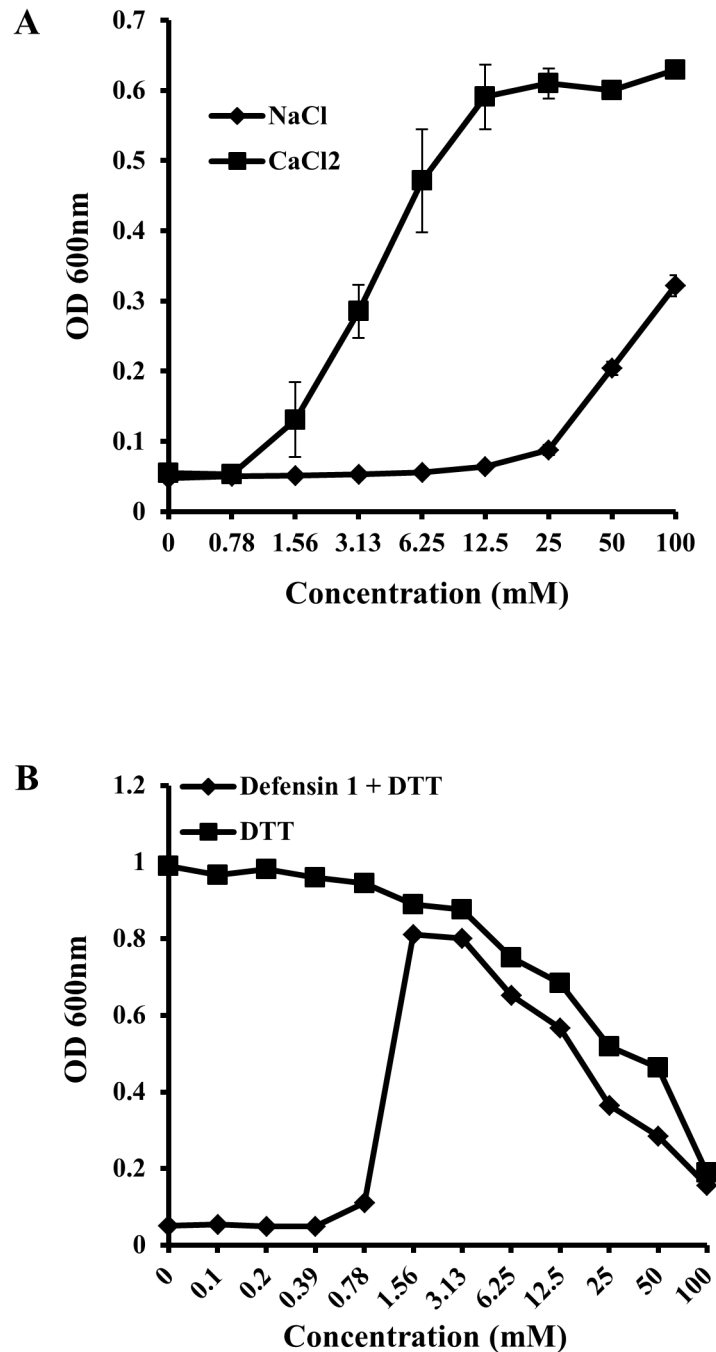 A
0.7
0.6
0.5
0.4
0.3
0.2
0.1
0
OD 600nm
NaCl
CaCl2
0 0.78 1.56 3.13 6.25 12.5 25 50 100
Concentration (mM)
B
1.2
1
0.8
0.6
0.4
0.2
0
OD 600nm
Defensin 1 + DTT
DTT
0 0.1 0.2 0.39 0.78 1.56 3.13 6.25 12.5 25 50 100
Concentration (mM)